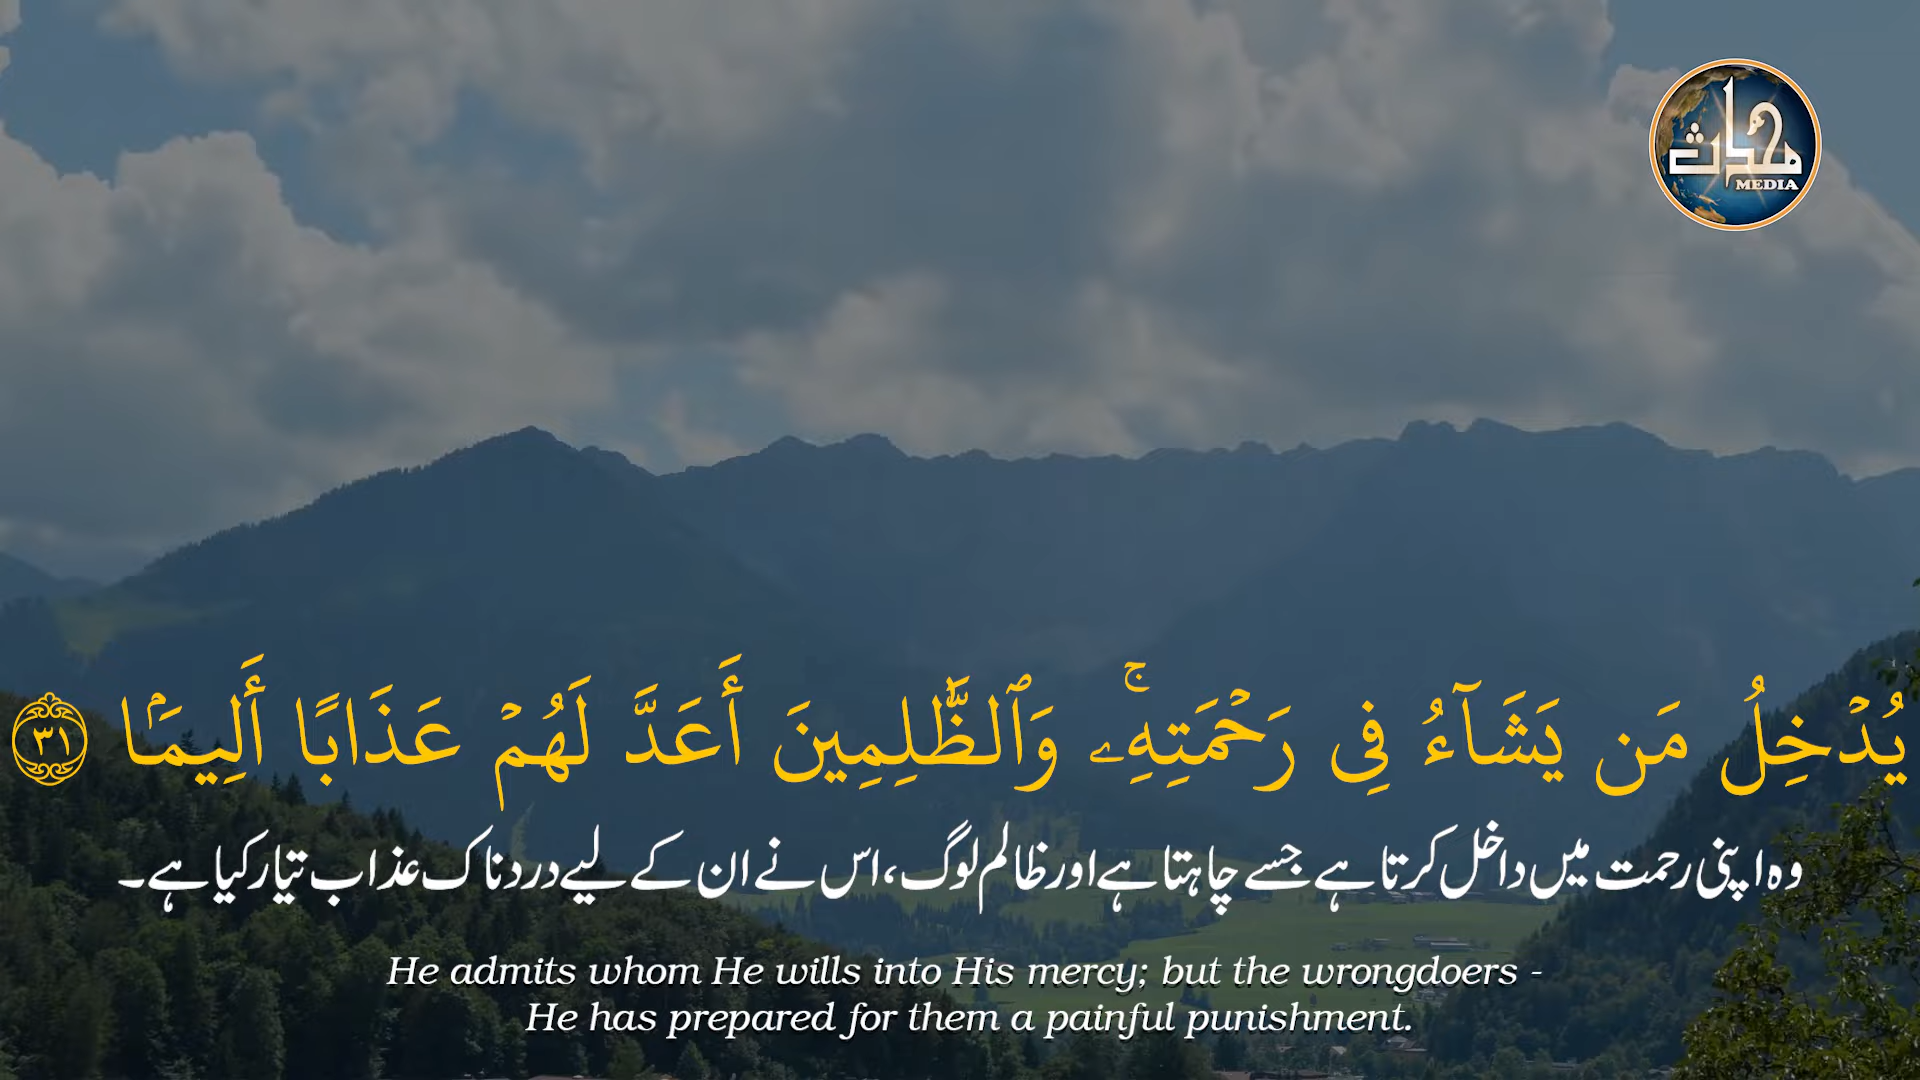 محدث
MEDIA
يُدْخِلُ مَن يَشَآءُ فِى رَحْمَتِهِۦۚ وَٱلظَّٰلِمِينَ أَعَدَّ لَهُمْ عَذَابًا أَلِيمَۢا ٣١
وہ اپنی رحمت میں داخل کرتا ہے جسے چاہتا ہے اور ظالم لوگ، اس نے ان کے لیے دردناک عذاب تیار کیا ہے۔
He admits whom He wills into His mercy; but the wrongdoers -
He has prepared for them a painful punishment.